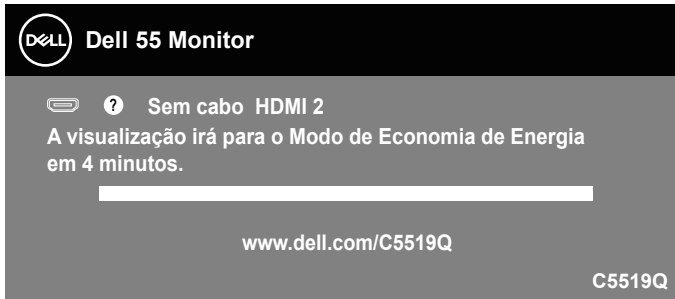 DELL Dell 55 Monitor
? Sem cabo HDMI 2
A visualização irá para o Modo de Economia de Energia
em 4 minutos.
www.dell.com/C5519Q
C5519Q